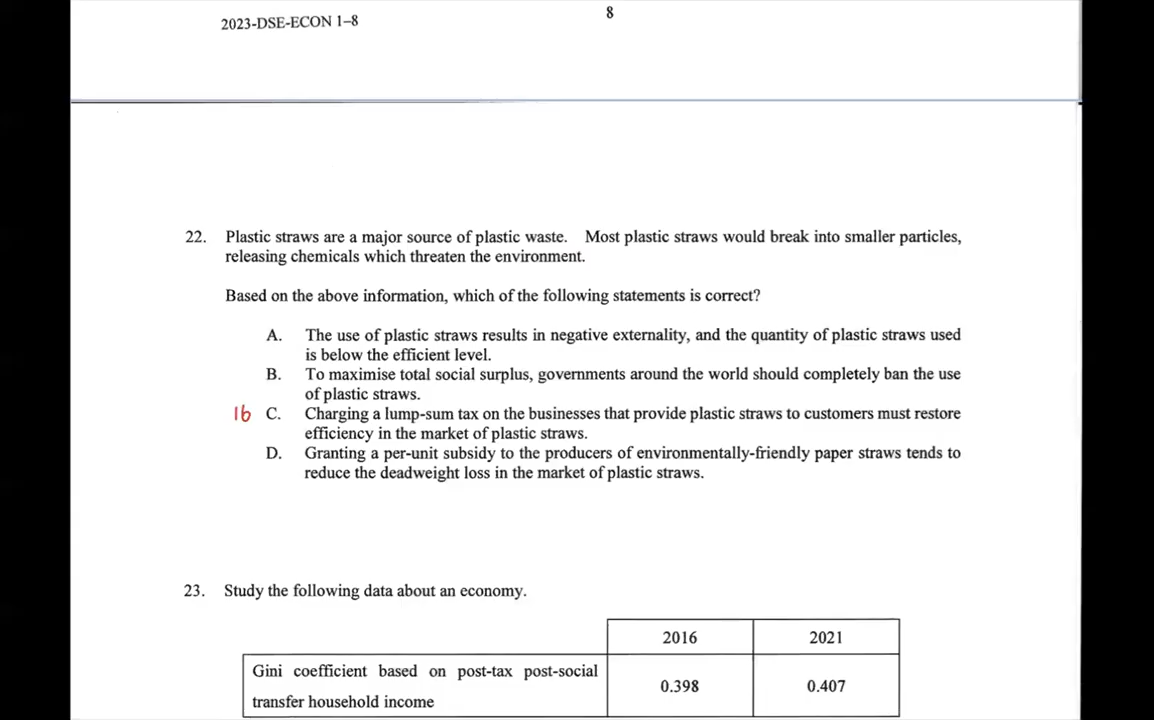 2023-DSE-ECON 1–8
8
22. Plastic straws are a major source of plastic waste. Most plastic straws would break into smaller particles,
releasing chemicals which threaten the environment.
Based on the above information, which of the following statements is correct?
A. The use of plastic straws results in negative externality, and the quantity of plastic straws used
is below the efficient level.
B. To maximise total social surplus, governments around the world should completely ban the use
of plastic straws.
16 C. Charging a lump-sum tax on the businesses that provide plastic straws to customers must restore
efficiency in the market of plastic straws.
D. Granting a per-unit subsidy to the producers of environmentally-friendly paper straws tends to
reduce the deadweight loss in the market of plastic straws.
23. Study the following data about an economy.
2016 2021
Gini coefficient based on post-tax post-social
transfer household income
0.398 0.407